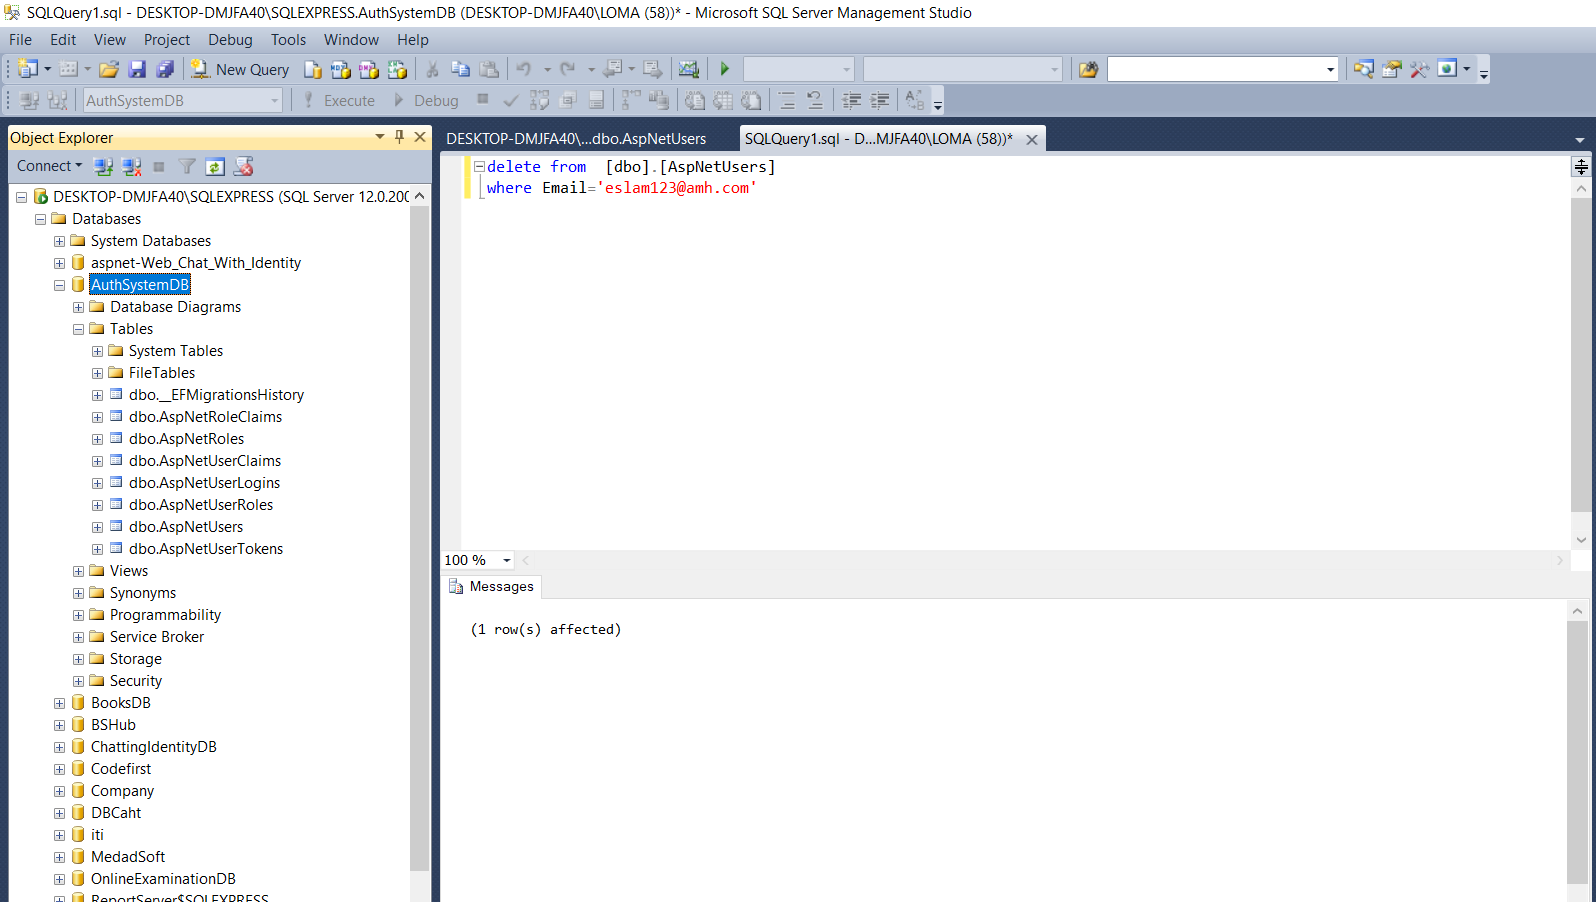 SQLQuery1.sql - DESKTOP-DMJFA40\SQLEXPRESS.AuthSystemDB (DESKTOP-DMJFA40\LOMA (58))* - Microsoft SQL Server Management Studio
File Edit View Project Debug Tools Window Help
New Query
AuthSystemDB Execute Debug
Object Explorer
Connect
DESKTOP-DMJFA40\SQLEXPRESS (SQL Server 12.0.200
Databases
System Databases
aspnet-Web_Chat_With_Identity
AuthSystemDB
Database Diagrams
Tables
System Tables
FileTables
dbo.__EFMigrationsHistory
dbo.AspNetRoleClaims
dbo.AspNetRoles
dbo.AspNetUserClaims
dbo.AspNetUserLogins
dbo.AspNetUserRoles
dbo.AspNetUsers
dbo.AspNetUserTokens
Views
Synonyms
Programmability
Service Broker
Storage
Security
BooksDB
BSHub
ChattingIdentityDB
Codefirst
Company
DBCaht
iti
MedadSoft
OnlineExaminationDB
ReportServer$SQLEXPRESS
DESKTOP-DMJFA40\...dbo.AspNetUsers
SQLQuery1.sql - D...MJFA40\LOMA (58))*
delete from [dbo].[AspNetUsers]
where Email='eslam123@amh.com'
100 %
Messages
(1 row(s) affected)